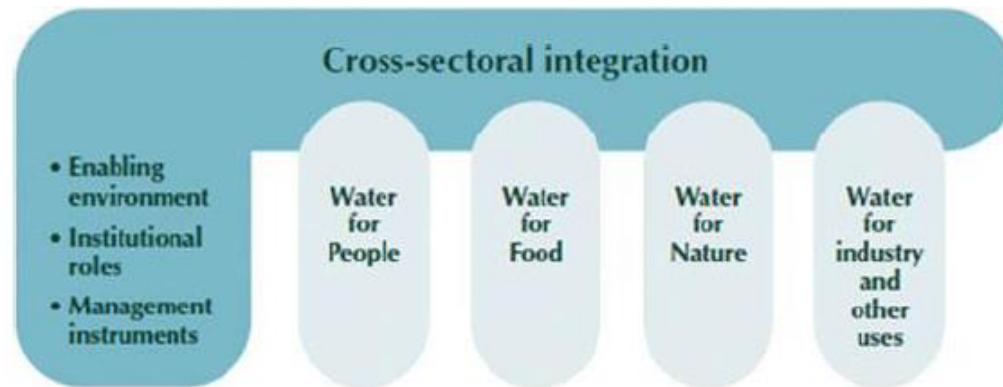 Cross-sectoral integration
• Enabling
environment
• Institutional
roles
• Management
instruments
Water
for
People
Water
for
Food
Water
for
Nature
Water
for
industry
and
other
uses